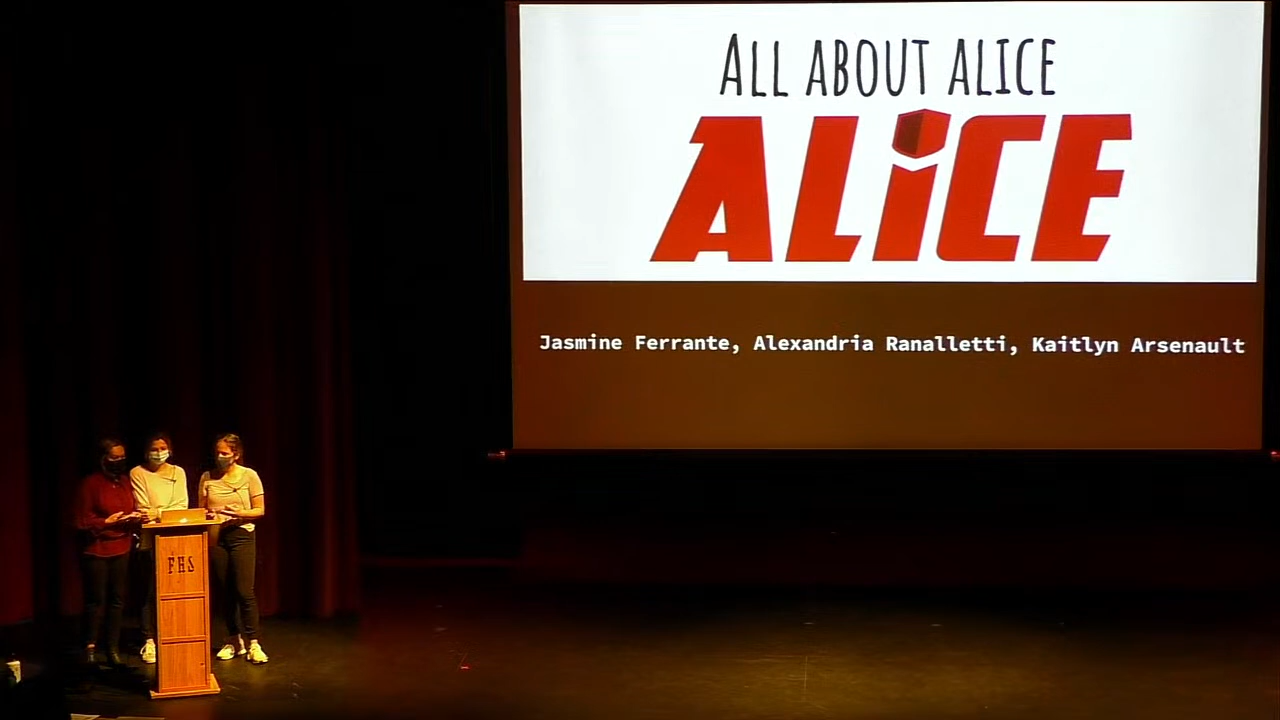 ALL ABOUT ALICE
ALiCE
Jasmine Ferrante, Alexandria Ranalletti, Kaitlyn Arsenault
FHS